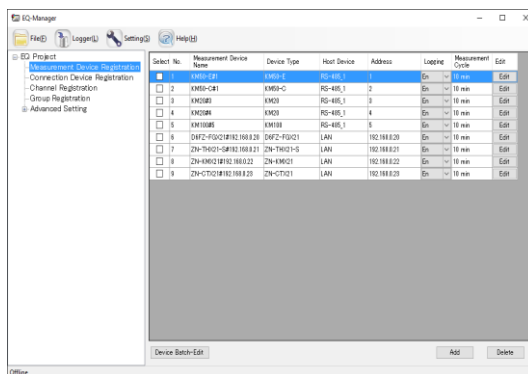 EQ-Manager
File(F) Logger(L) Setting(S) Help(H)
Project
Measurement Device Registration
Connection Device Registration
Channel Registration
Group Registration
Advanced Setting
Select No. Measurement Device Name Device Type Host Device Address Logging Measurement Cycle Edit
1 KM50-E#1 KM50-E RS-485_1 1 En 10 min Edit
2 KM50-C#1 KM50-C RS-485_1 2 En 10 min Edit
3 KM20#3 KM20 RS-485_1 3 En 10 min Edit
4 KM20#4 KM20 RS-485_1 4 En 10 min Edit
5 KM100#5 KM100 RS-485_1 5 En 10 min Edit
6 D6FZ-FGX21#192.168.0.20 D6FZ-FGX21 LAN 192.168.0.20 En 10 min Edit
7 ZN-THX21-S#192.168.0.21 ZN-THX21-S LAN 192.168.0.21 En 10 min Edit
8 ZN-KMX21#192.168.0.22 ZN-KMX21 LAN 192.168.0.22 En 10 min Edit
9 ZN-CTX21#192.168.0.23 ZN-CTX21 LAN 192.168.0.23 En 10 min Edit
Device Batch-Edit Add Delete
Offline